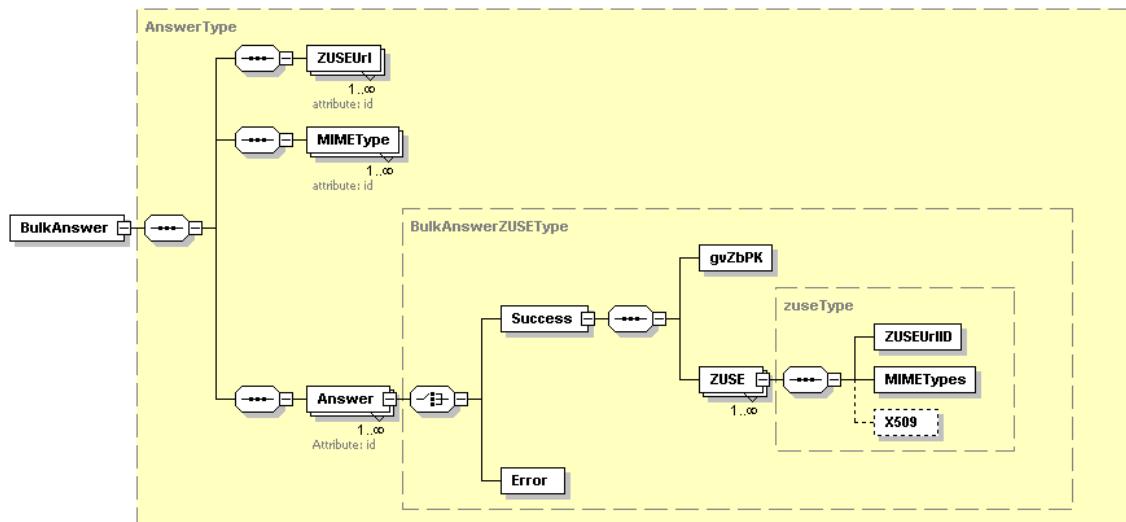 AnswerType
ZUSEUrl
1..∞
attribute: id
MIMEType
1..∞
attribute: id
BulkAnswer
BulkAnswerZUSEType
gvZbPK
Success
zuseType
ZUSEUrlID
ZUSE
1..∞
MIMETypes
X509
Answer
1..∞
Attribute: id
Error